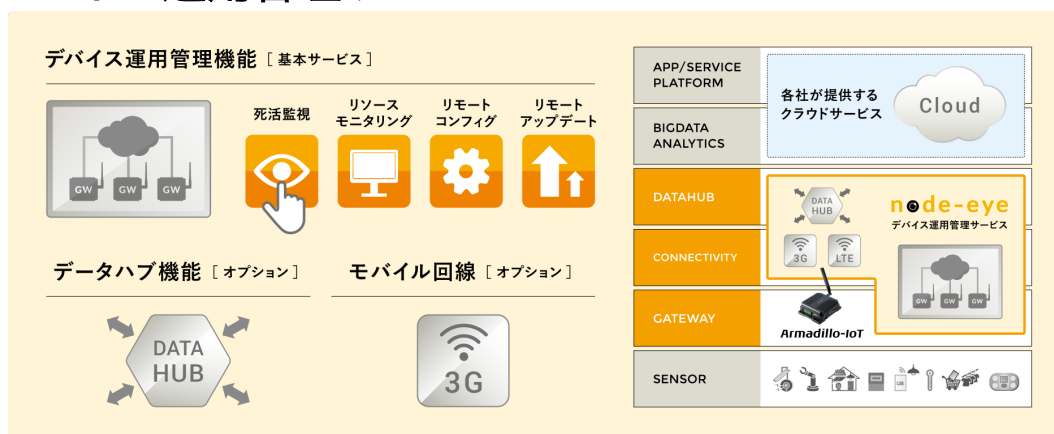 デバイス運用管理機能 [ 基本サービス ]
GW
GW
GW
死活監視
リソース
モニタリング
リモート
コンフィグ
リモート
アップデート
データハブ機能 [ オプション ]
DATA
HUB
モバイル回線 [ オプション ]
3G
APP/SERVICE
PLATFORM
BIGDATA
ANALYTICS
DATAHUB
CONNECTIVITY
GATEWAY
SENSOR
各社が提供する
クラウドサービス
Cloud
DATA
HUB
3G
LTE
node-eye
デバイス運用管理サービス
GW
GW
GW
Armadillo-IoT